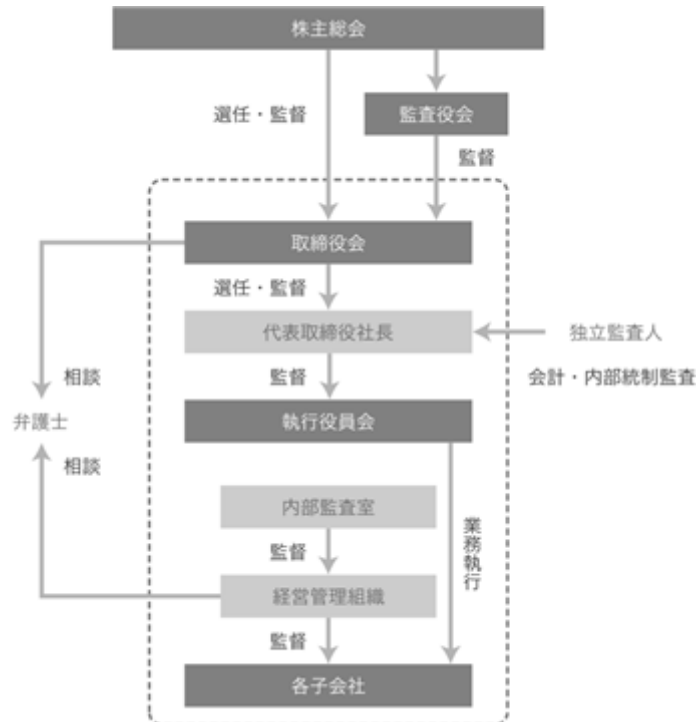 株主総会
選任・監督
監査役会
監督
取締役会
選任・監督
代表取締役社長
独立監査人
会計・内部統制監査
監督
相談
弁護士
執行役員会
相談
内部監査室
監督
業務執行
経営管理組織
監督
各子会社